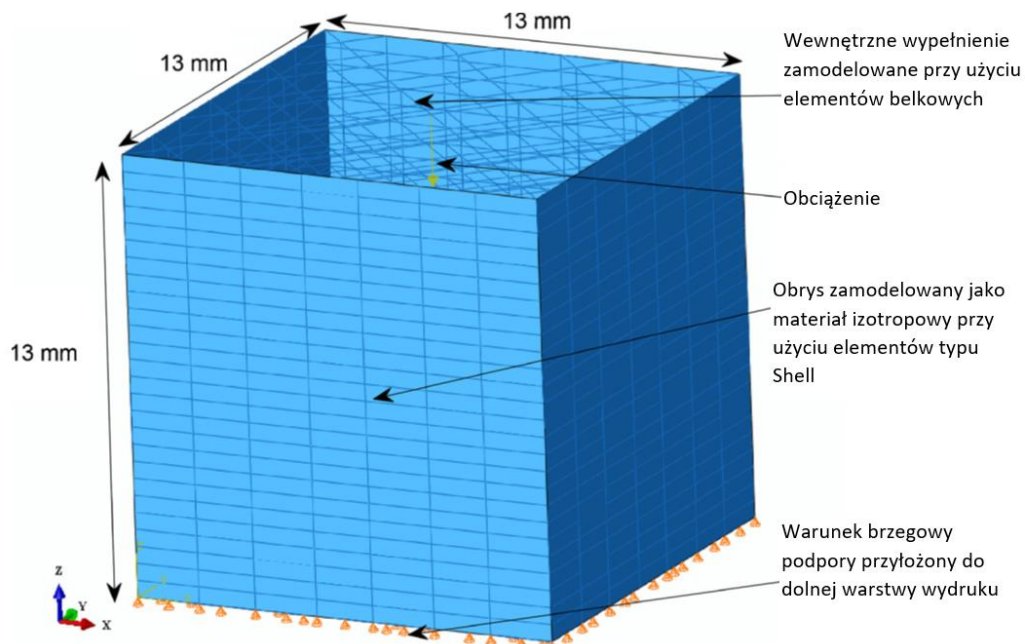 13 mm
13 mm
13 mm
Wewnętrzne wypełnienie
zamodelowane przy użyciu
elementów belkowych
Obciążenie
Obrys zamodelowany jako
materiał izotropowy przy
użyciu elementów typu
Shell
Warunek brzegowy
podpory przyłożony do
dolnej warstwy wydruku
Z
Y
X